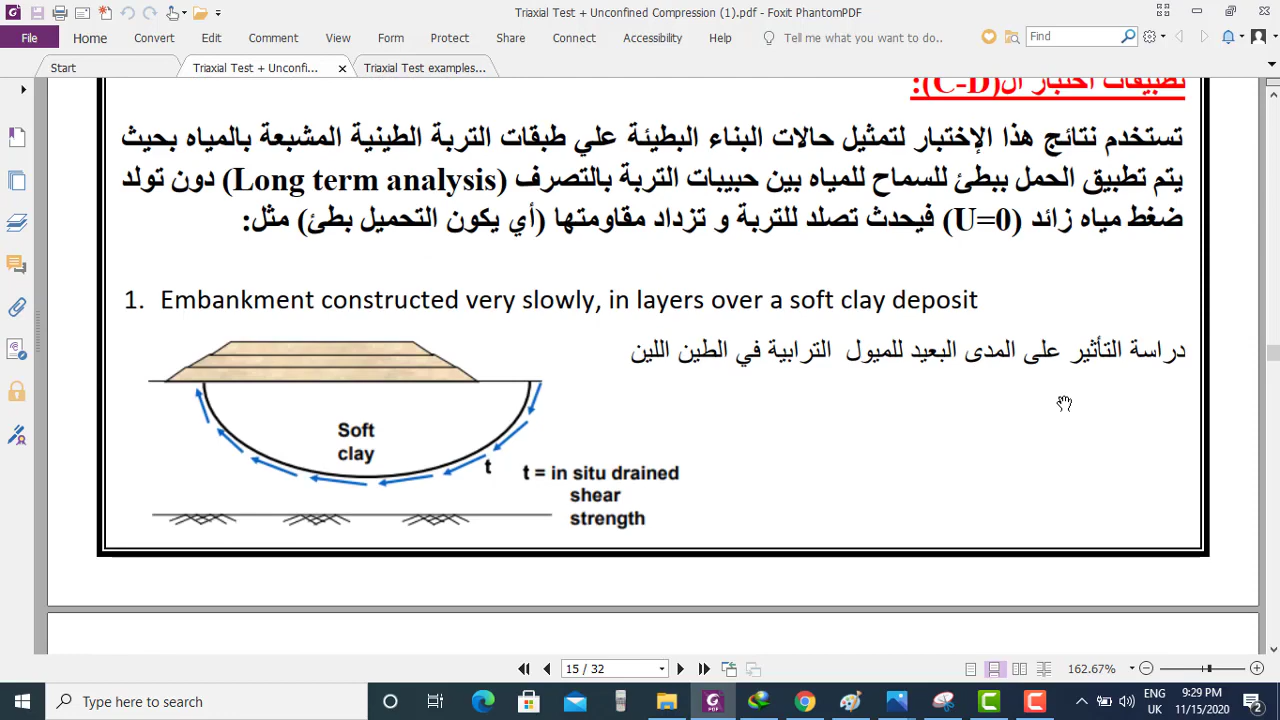 Triaxial Test + Unconfined Compression (1).pdf - Foxit PhantomPDF
File Home Convert Edit Comment View Form Protect Share Connect Accessibility Help Tell me what you want to do.. Find
Start Triaxial Test + Unconfi... Triaxial Test examples...
تطبيقات اختبار ال(C-D):
تستخدم نتائج هذا الإختبار لتمثيل حالات البناء البطيئة علي طبقات التربة الطينية المشبعة بالمياه بحيث
يتم تطبيق الحمل ببطئ للسماح للمياه بين حبيبات التربة بالتصرف (Long term analysis) دون تولد
ضغط مياه زائد (U=0) فيحدث تصلد للتربة و تزداد مقاومتها (أي يكون التحميل بطئ) مثل:
1. Embankment constructed very slowly, in layers over a soft clay deposit
دراسة التأثير على المدى البعيد للميول الترابية في الطين اللين
Soft
clay
t
t = in situ drained
shear
strength
15 / 32
162.67%
Type here to search
ENG
UK
9:29 PM
11/15/2020
2